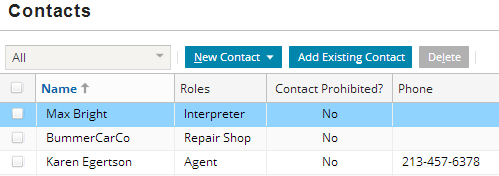 Contacts
All New Contact Add Existing Contact Delete
Name Roles Contact Prohibited? Phone
Max Bright Interpreter No
BummerCarCo Repair Shop No
Karen Egertson Agent No 213-457-6378